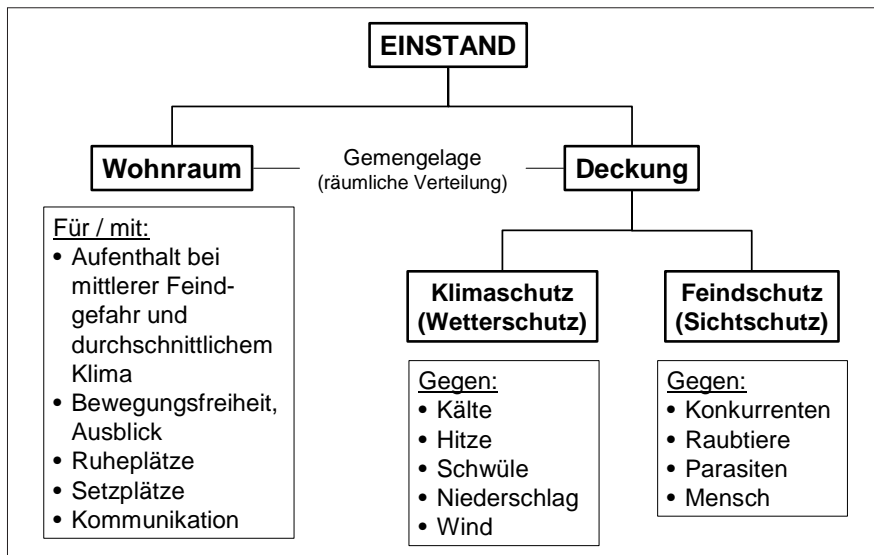 EINSTAND
Wohnraum
Gemengelage
(räumliche Verteilung)
Deckung
Für / mit:
• Aufenthalt bei
mittlerer Feind-
gefahr und
durchschnittlichem
Klima
• Bewegungsfreiheit,
Ausblick
• Ruheplätze
• Setzplätze
• Kommunikation
Klimaschutz
(Wetterschutz)
Gegen:
• Kälte
• Hitze
• Schwüle
• Niederschlag
• Wind
Feindschutz
(Sichtschutz)
Gegen:
• Konkurrenten
• Raubtiere
• Parasiten
• Mensch